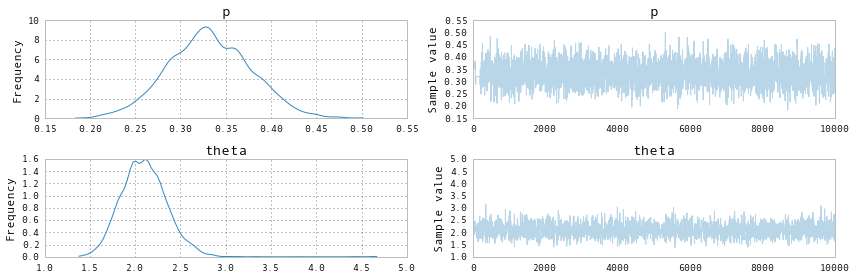 p
Frequency
10
8
6
4
2
0
0.15 0.20 0.25 0.30 0.35 0.40 0.45 0.50 0.55
p
Sample value
0.55
0.50
0.45
0.40
0.35
0.30
0.25
0.20
0.15
0 2000 4000 6000 8000 10000
theta
Frequency
1.6
1.4
1.2
1.0
0.8
0.6
0.4
0.2
0.0
1.0 1.5 2.0 2.5 3.0 3.5 4.0 4.5 5.0
theta
Sample value
5.0
4.5
4.0
3.5
3.0
2.5
2.0
1.5
1.0
0 2000 4000 6000 8000 10000